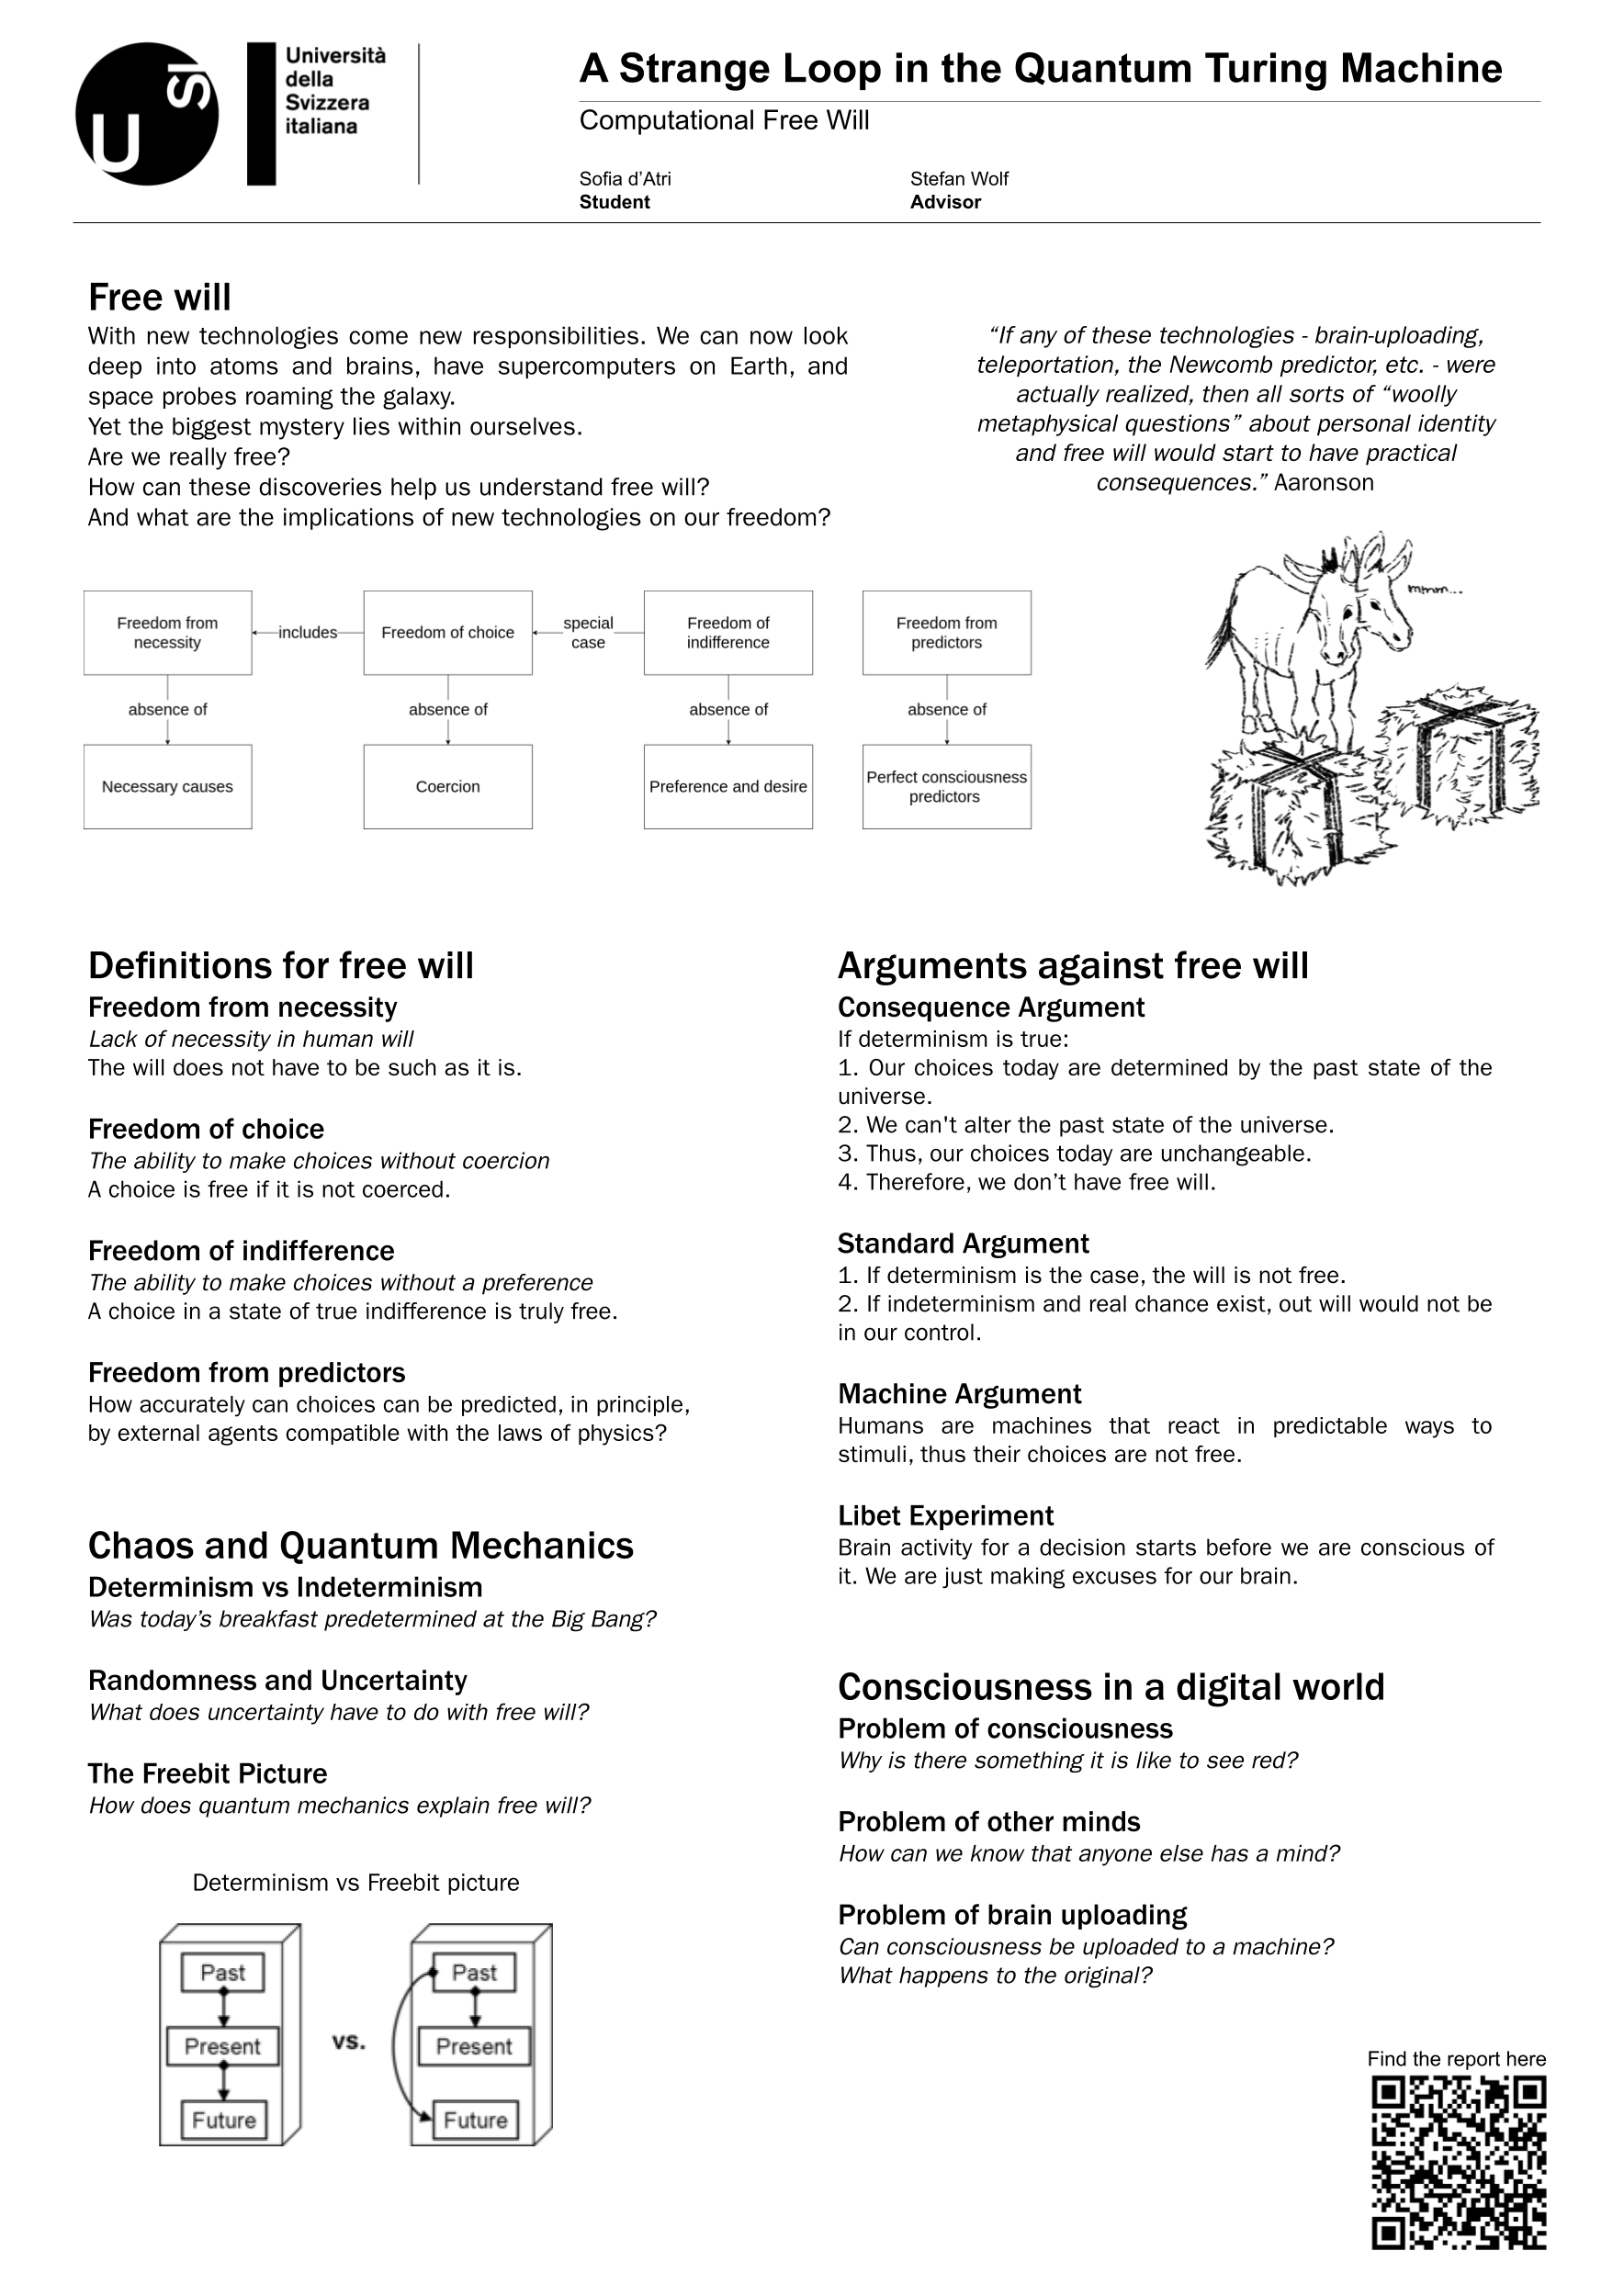 USI
Università
della
Svizzera
italiana
A Strange Loop in the Quantum Turing Machine
Computational Free Will
Sofia d’Atri
Student
Stefan Wolf
Advisor
Free will
With new technologies come new responsibilities. We can now look
deep into atoms and brains, have supercomputers on Earth, and
space probes roaming the galaxy.
Yet the biggest mystery lies within ourselves.
Are we really free?
How can these discoveries help us understand free will?
And what are the implications of new technologies on our freedom?
“If any of these technologies - brain-uploading,
teleportation, the Newcomb predictor, etc. - were
actually realized, then all sorts of “woolly
metaphysical questions” about personal identity
and free will would start to have practical
consequences.” Aaronson
Freedom from
necessity
includes
Freedom of choice
special
case
Freedom of
indifference
Freedom from
predictors
absence of
absence of
absence of
absence of
Necessary causes
Coercion
Preference and desire
Perfect consciousness
predictors
mmm...
Definitions for free will
Freedom from necessity
Lack of necessity in human will
The will does not have to be such as it is.
Freedom of choice
The ability to make choices without coercion
A choice is free if it is not coerced.
Freedom of indifference
The ability to make choices without a preference
A choice in a state of true indifference is truly free.
Freedom from predictors
How accurately can choices can be predicted, in principle,
by external agents compatible with the laws of physics?
Chaos and Quantum Mechanics
Determinism vs Indeterminism
Was today’s breakfast predetermined at the Big Bang?
Randomness and Uncertainty
What does uncertainty have to do with free will?
The Freebit Picture
How does quantum mechanics explain free will?
Determinism vs Freebit picture
Past
Present
Future
vs.
Past
Present
Future
Arguments against free will
Consequence Argument
If determinism is true:
1. Our choices today are determined by the past state of the
universe.
2. We can't alter the past state of the universe.
3. Thus, our choices today are unchangeable.
4. Therefore, we don’t have free will.
Standard Argument
1. If determinism is the case, the will is not free.
2. If indeterminism and real chance exist, out will would not be
in our control.
Machine Argument
Humans are machines that react in predictable ways to
stimuli, thus their choices are not free.
Libet Experiment
Brain activity for a decision starts before we are conscious of
it. We are just making excuses for our brain.
Consciousness in a digital world
Problem of consciousness
Why is there something it is like to see red?
Problem of other minds
How can we know that anyone else has a mind?
Problem of brain uploading
Can consciousness be uploaded to a machine?
What happens to the original?
Find the report here